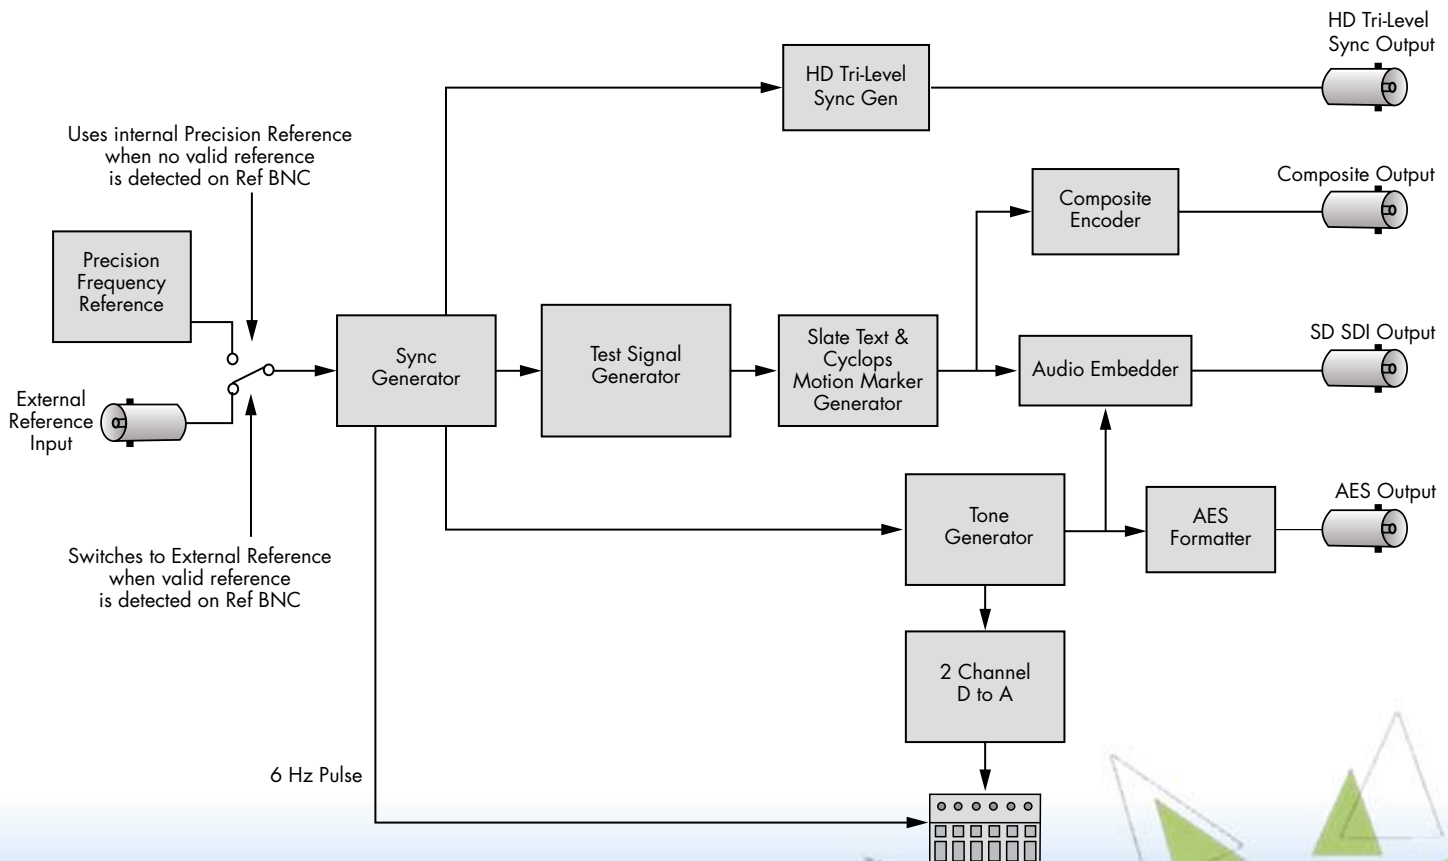 HD Tri-Level
Sync Output
HD Tri-Level
Sync Gen
Uses internal Precision Reference
when no valid reference
is detected on Ref BNC
Composite Output
Composite
Encoder
Precision
Frequency
Reference
Sync
Generator
Test Signal
Generator
Slate Text &
Cyclops
Motion Marker
Generator
Audio Embedder
SD SDI Output
External
Reference
Input
Tone
Generator
AES
Formatter
AES Output
Switches to External Reference
when valid reference
is detected on Ref BNC
2 Channel
D to A
6 Hz Pulse